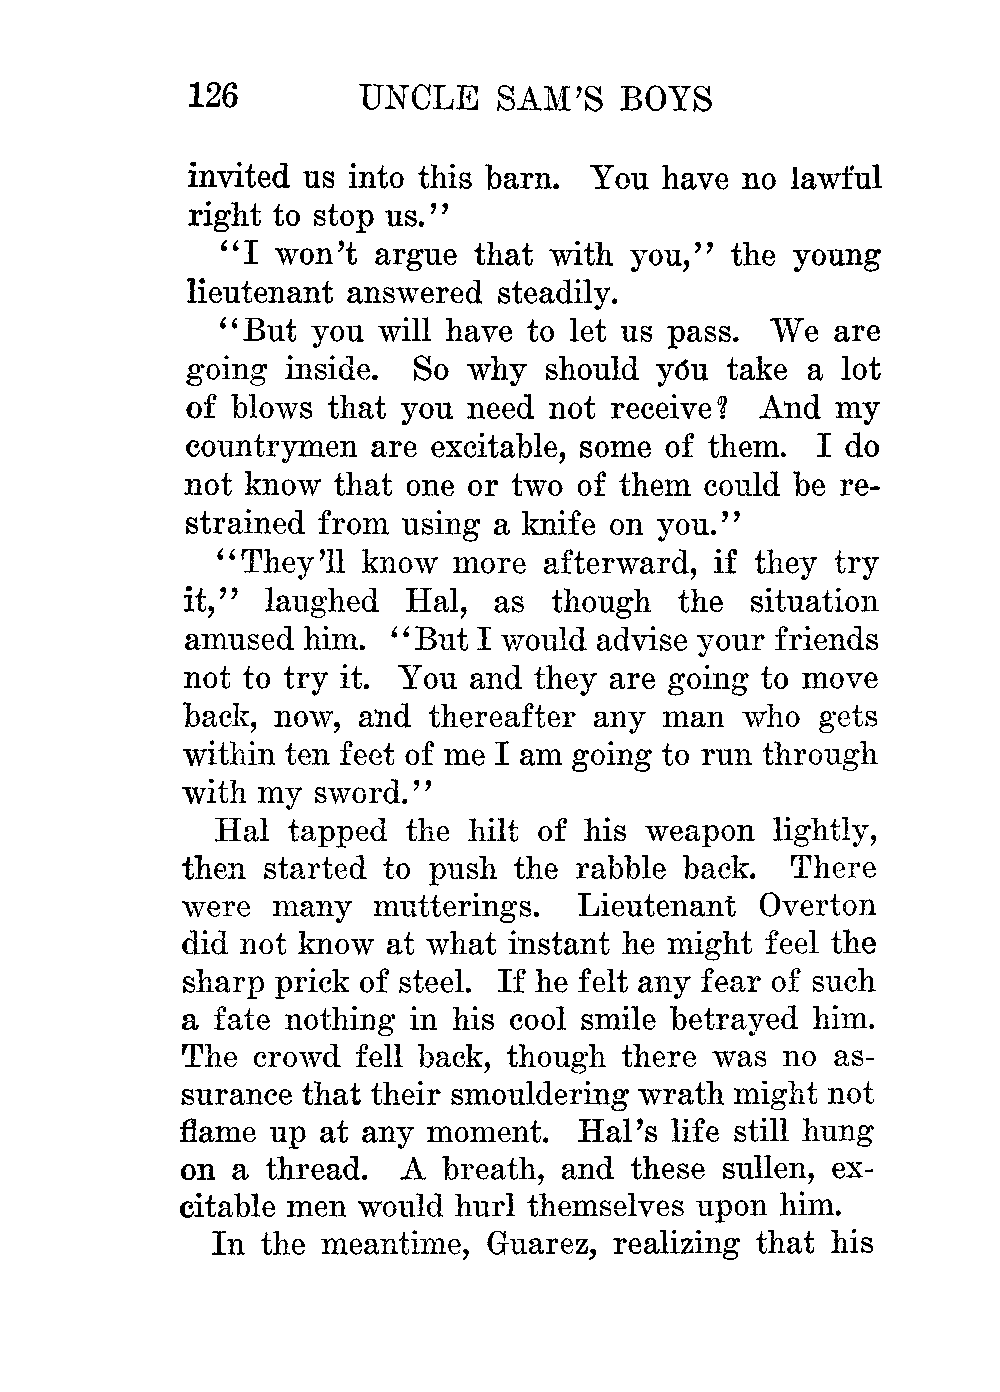 126 UNCLE SAM'S BOYS
invited us into this barn. You have no lawful
right to stop us."
"I won't argue that with you," the young
lieutenant answered steadily.
"But you will have to let us pass. We are
going inside. So why should you take a lot
of blows that you need not receive? And my
countrymen are excitable, some of them. I do
not know that one or two of them could be re-
strained from using a knife on you."
"They'll know more afterward, if they try
it," laughed Hal, as though the situation
amused him. "But I would advise your friends
not to try it. You and they are going to move
back, now, and thereafter any man who gets
within ten feet of me I am going to run through
with my sword."
Hal tapped the hilt of his weapon lightly,
then started to push the rabble back. There
were many mutterings. Lieutenant Overton
did not know at what instant he might feel the
sharp prick of steel. If he felt any fear of such
a fate nothing in his cool smile betrayed him.
The crowd fell back, though there was no as-
surance that their smouldering wrath might not
flame up at any moment. Hal's life still hung
on a thread. A breath, and these sullen, ex-
citable men would hurl themselves upon him.
In the meantime, Guarez, realizing that his